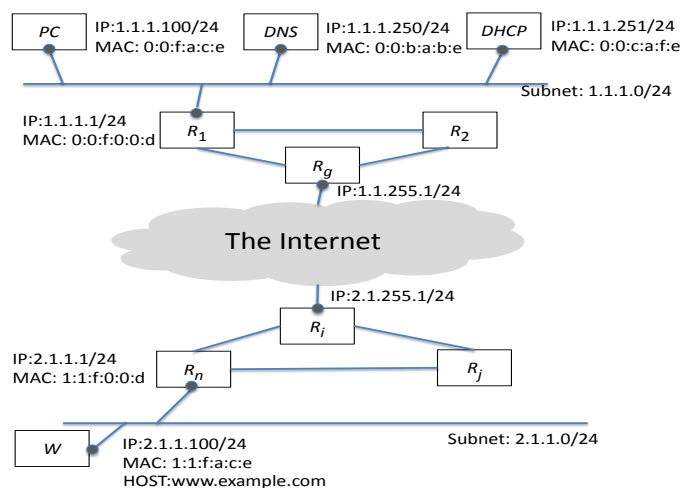 PC
IP:1.1.1.100/24
MAC: 0:0:f:a:c:e
DNS
IP:1.1.1.250/24
MAC: 0:0:b:a:b:e
DHCP
IP:1.1.1.251/24
MAC: 0:0:c:a:f:e
Subnet: 1.1.1.0/24
IP:1.1.1.1/24
MAC: 0:0:f:0:0:d
R1
R2
Rg
IP:1.1.255.1/24
The Internet
IP:2.1.255.1/24
Ri
IP:2.1.1.1/24
MAC: 1:1:f:0:0:d
Rn
Rj
Subnet: 2.1.1.0/24
W
IP:2.1.1.100/24
MAC: 1:1:f:a:c:e
HOST:www.example.com